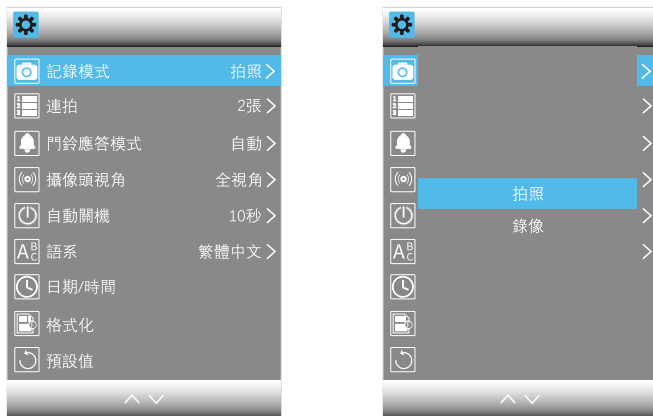 記錄模式 拍照
連拍 2張
門鈴應答模式 自動
攝像頭視角 全視角
自動關機 10秒
語系 繁體中文
日期/時間
格式化
預設值
拍照
錄像